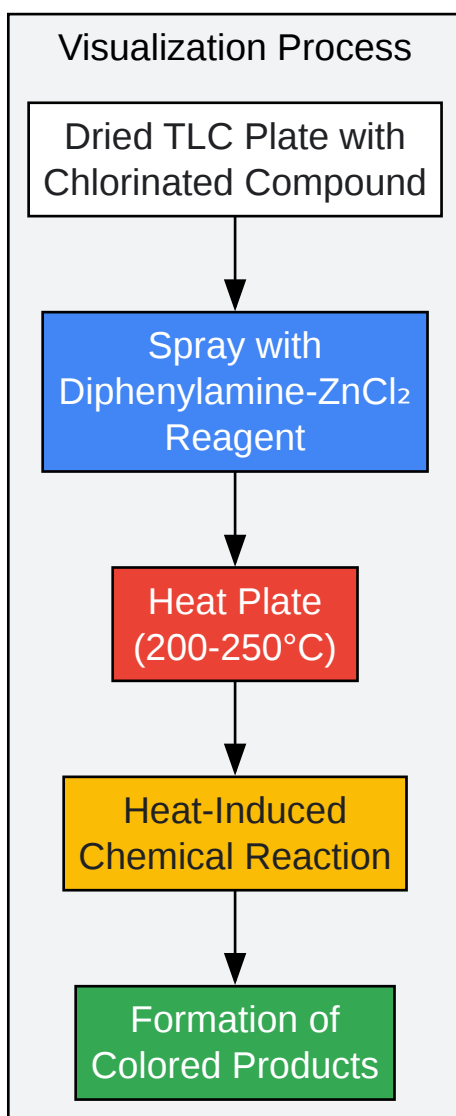 Visualization Process
Dried TLC Plate with
Chlorinated Compound
Spray with
Diphenylamine-ZnCl₂
Reagent
Heat Plate
(200-250°C)
Heat-Induced
Chemical Reaction
Formation of
Colored Products